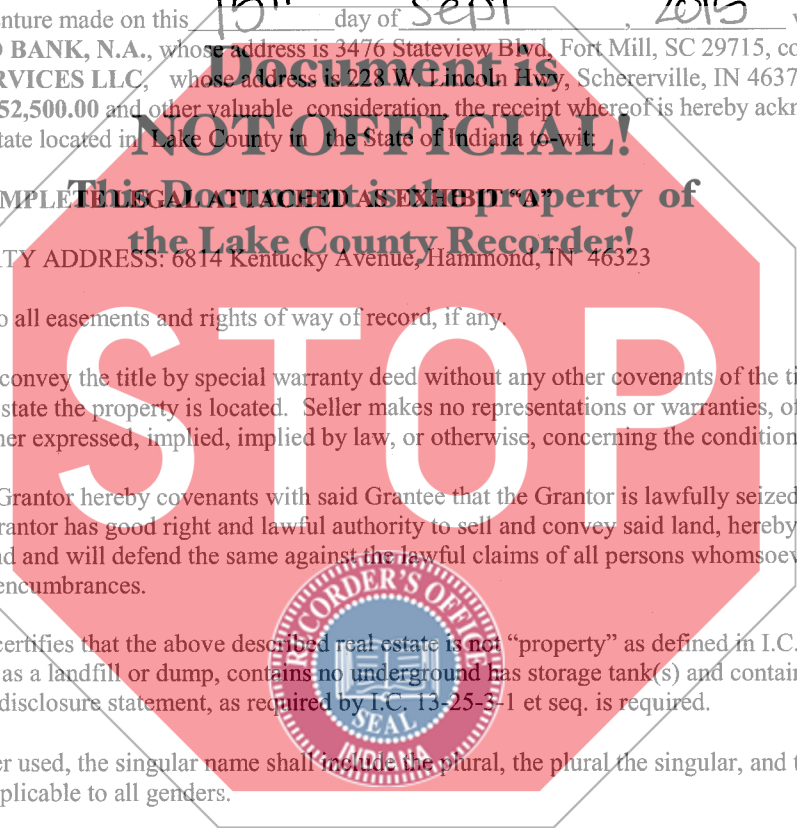 enture made on this 15th day of Sept , 2015
BANK, N.A., whose address is 3476 Stateview Blvd, Fort Mill, SC 29715, co
Document is
RVICES LLC, whose address is 228 W. Lincoln Hwy, Schererville, IN 4637
52,500.00 and other valuable consideration, the receipt whereof is hereby ackn
NOT OFFICIAL!
tate located in Lake County in the State of Indiana to-wit:
MPLETE LEGAL ATTACHED AS EXHIBIT “A”
This Document is the property of
the Lake County Recorder!
TY ADDRESS: 6814 Kentucky Avenue, Hammond, IN 46323
o all easements and rights of way of record, if any.
STOP
convey the title by special warranty deed without any other covenants of the ti
state the property is located. Seller makes no representations or warranties, of
her expressed, implied, implied by law, or otherwise, concerning the condition
Grantor hereby covenants with said Grantee that the Grantor is lawfully seized
rantor has good right and lawful authority to sell and convey said land, hereby
nd and will defend the same against the lawful claims of all persons whomsoev
encumbrances.
RECORDER'S OFFICE
certifies that the above described real estate is not “property” as defined in I.C.
as a landfill or dump, contains no underground has storage tank(s) and contain
disclosure statement, as required by I.C. 13-25-3-1 et seq. is required.
SEAL
INDIANA
er used, the singular name shall include the plural, the plural the singular, and t
plicable to all genders.